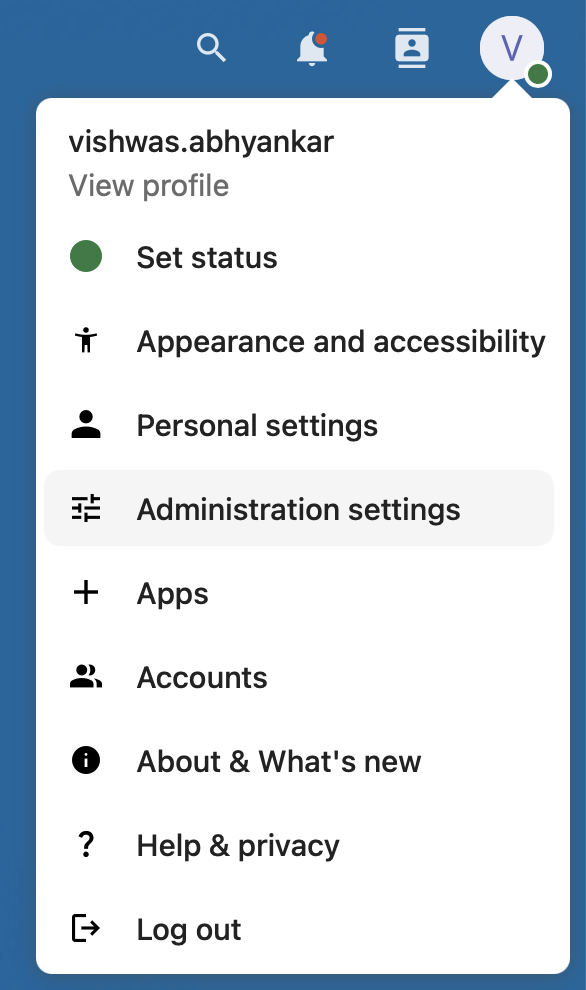 V
vishwas.abhyankar
View profile
Set status
Appearance and accessibility
Personal settings
Administration settings
Apps
Accounts
About & What's new
Help & privacy
Log out